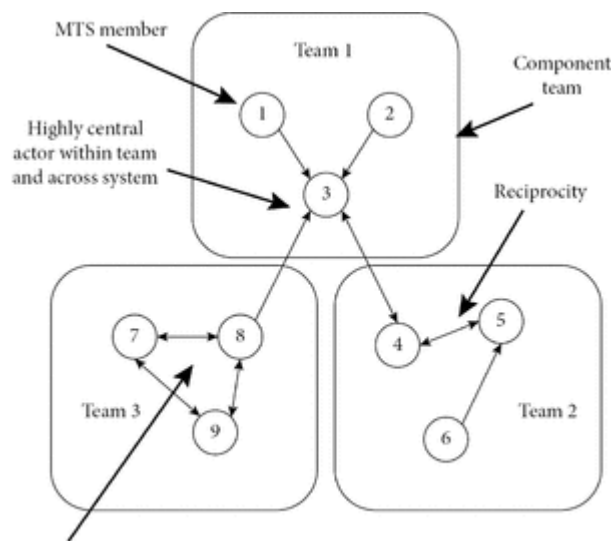 MTS member
Team 1
Component
team
1
2
Highly central
actor within team
and across system
3
Reciprocity
7
8
4
5
Team 3
9
6
Team 2